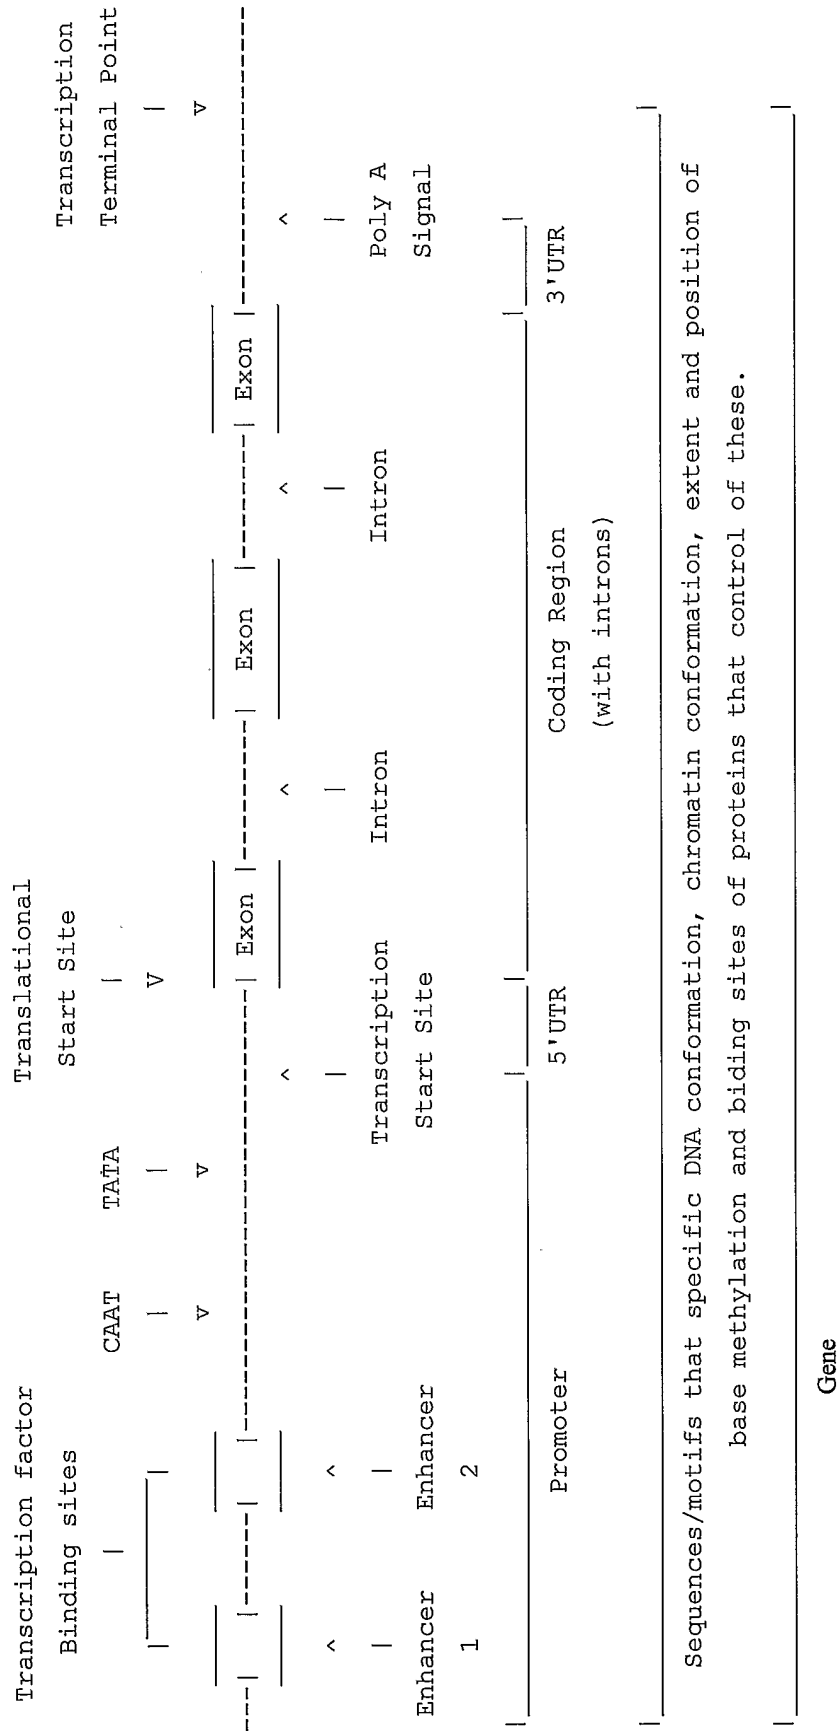 Transcription factor
Binding sites
CAAT
TATA
Translational
Start Site
Transcription
Terminal Point
Exon
Exon
Exon
Enhancer
1
Enhancer
2
Transcription
Start Site
Intron
Intron
Poly A
Signal
Promoter
5'UTR
Coding Region
(with introns)
3'UTR
Sequences/motifs that specific DNA conformation, chromatin conformation, extent and position of
base methylation and biding sites of proteins that control of these.
Gene